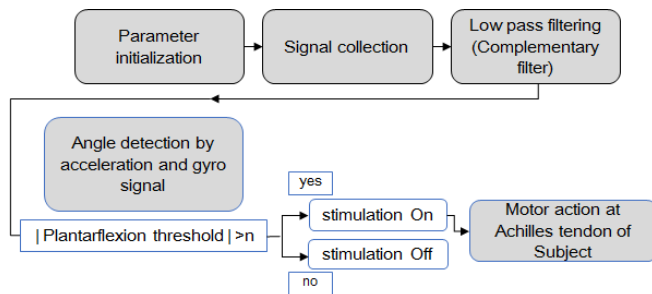 Parameter
initialization
Signal collection
Low pass filtering
(Complementary
filter)
Angle detection by
acceleration and gyro
signal
| Plantarflexion threshold | >n
yes
stimulation On
stimulation Off
no
Motor action at
Achilles tendon of
Subject